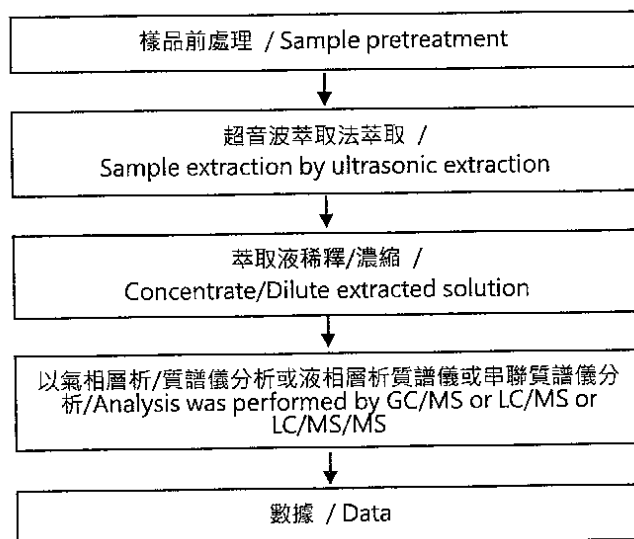 樣品前處理 / Sample pretreatment
超音波萃取法萃取 /
Sample extraction by ultrasonic extraction
萃取液稀釋/濃縮 /
Concentrate/Dilute extracted solution
以氣相層析/質譜儀分析或液相層析質譜儀或串聯質譜儀分
析/Analysis was performed by GC/MS or LC/MS or
LC/MS/MS
數據 / Data